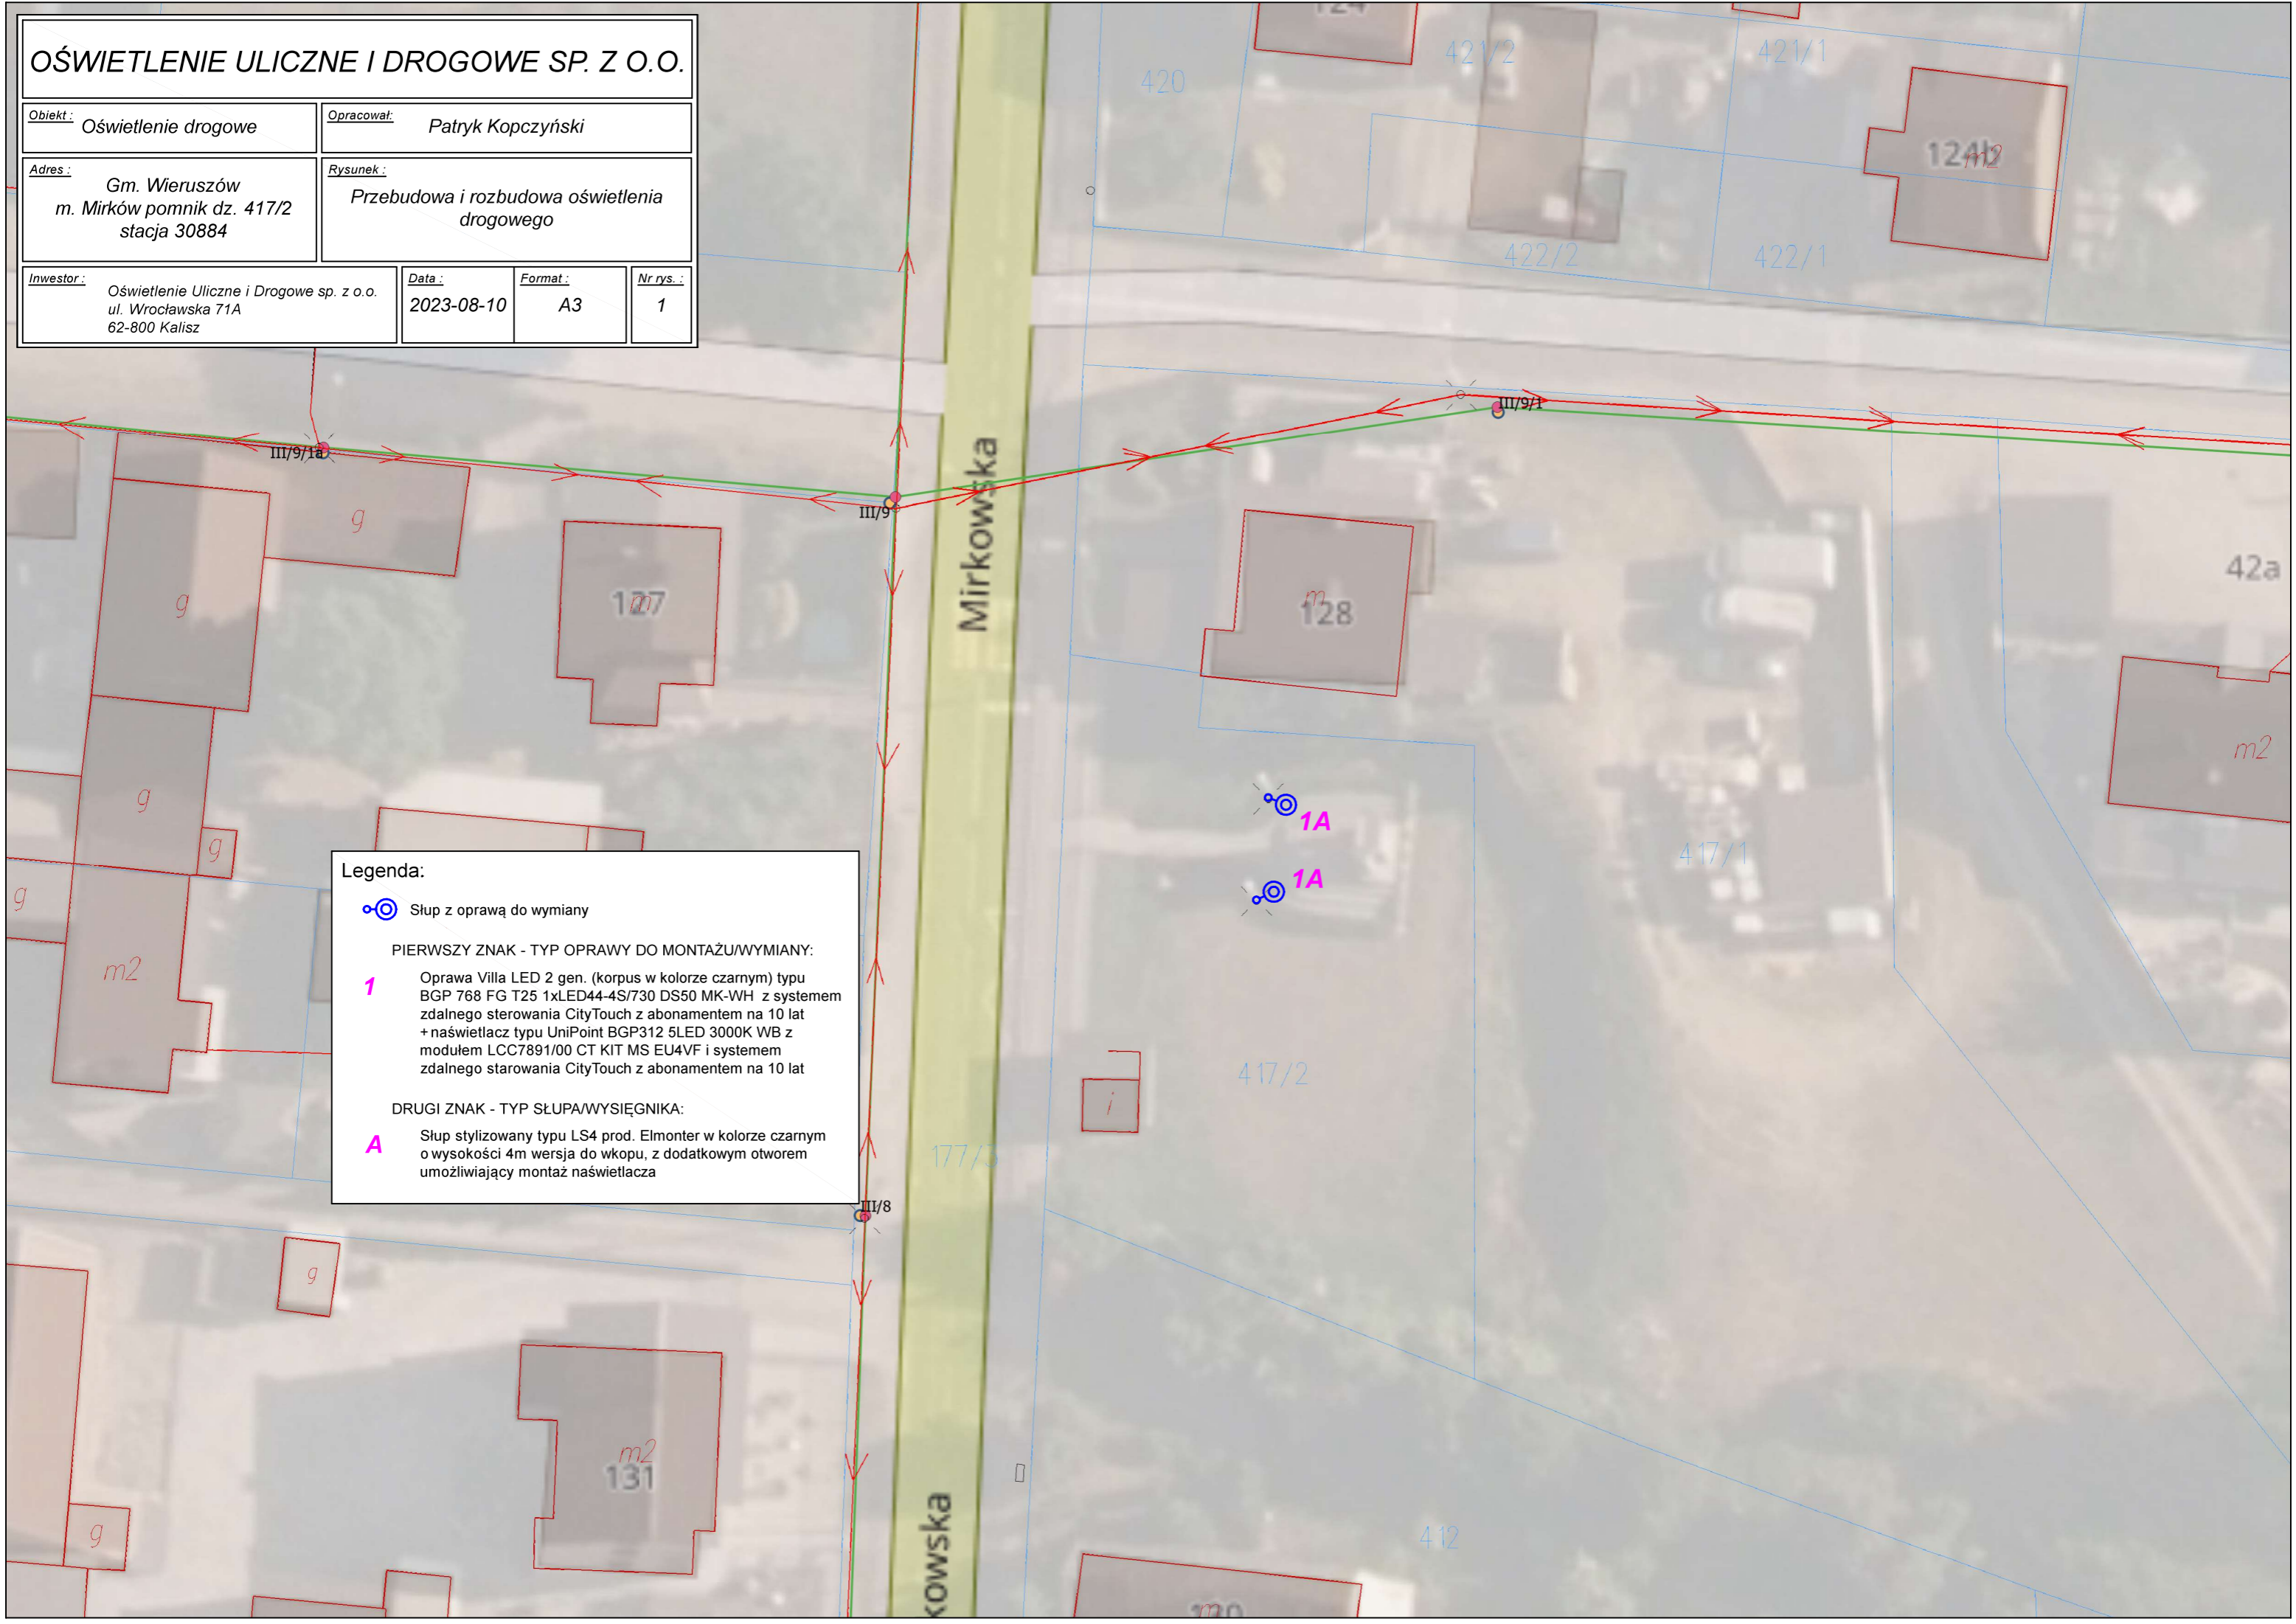 OŚWIETLENIE ULICZNE I DROGOWE SP. Z O.O.
Obiekt :
Oświetlenie drogowe
Opracował:
Patryk Kopczyński
Adres :
Gm. Wieruszów
m. Mirków pomnik dz. 417/2
stacja 30884
Rysunek :
Przebudowa i rozbudowa oświetlenia
drogowego
Inwestor :
Oświetlenie Uliczne i Drogowe sp. z o.o.
ul. Wrocławska 71A
62-800 Kalisz
Data :
2023-08-10
Format :
A3
Nr rys. :
1
124
420
421/2
421/1
124b
m2
422/2
422/1
III/9/1
III/9/1a
III/9
g
g
127
m
Mirkowska
m
128
42a
m2
g
g
g
1A
1A
417/1
m2
417/2
i
177/3
Legenda:
Słup z oprawą do wymiany
PIERWSZY ZNAK - TYP OPRAWY DO MONTAŻU/WYMIANY:
1
Oprawa Villa LED 2 gen. (korpus w kolorze czarnym) typu
BGP 768 FG T25 1xLED44-4S/730 DS50 MK-WH z systemem
zdalnego sterowania CityTouch z abonamentem na 10 lat
+ naświetlacz typu UniPoint BGP312 5LED 3000K WB z
modułem LCC7891/00 CT KIT MS EU4VF i systemem
zdalnego starowania CityTouch z abonamentem na 10 lat
DRUGI ZNAK - TYP SŁUPA/WYSIĘGNIKA:
A
Słup stylizowany typu LS4 prod. Elmonter w kolorze czarnym
o wysokości 4m wersja do wkopu, z dodatkowym otworem
umożliwiający montaż naświetlacza
III/8
g
m2
131
g
kowska
412